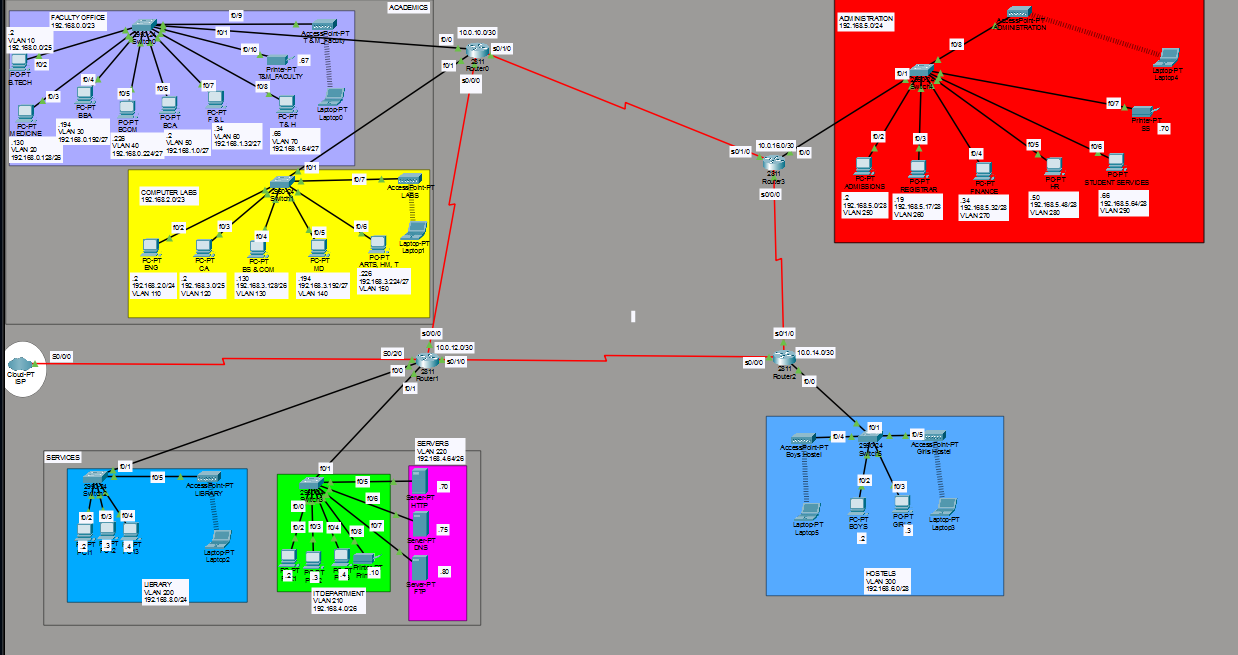 ACADEMICS
FACULTY OFFICE
192.168.0.0/23
.2
VLAN 10
192.168.0.0/25
PC-PT
B.TECH
f0/2
f0/3
f0/4
f0/5
f0/6
f0/7
f0/8
f0/9
f0/1
f0/10
AccessPoint-PT
T & M_Faculty
Printer-PT
T&M_FACULTY
.67
Laptop-PT
Laptop0
PC-PT
MEDICINE
.130
VLAN 20
192.168.0.128/26
PC-PT
BBA
.194
VLAN 30
192.168.0.192/27
PC-PT
BCOM
.226
VLAN 40
192.168.0.224/27
PC-PT
BCA
.2
VLAN 50
192.168.1.0/27
PC-PT
F & L
.34
VLAN 60
192.168.1.32/27
PC-PT
T & H
.66
VLAN 70
192.168.1.64/27
10.0.10.0/30
f0/0
f0/1
s0/1/0
s0/0/0
2811
Router0
COMPUTER LABS
192.168.2.0/23
f0/1
f0/7
f0/2
f0/3
f0/4
f0/5
f0/6
AccessPoint-PT
LABS
Laptop-PT
Laptop1
PC-PT
ENG
.2
192.168.2.0/24
VLAN 110
PC-PT
CA
.2
192.168.3.0/25
VLAN 120
PC-PT
BS & COM
.130
192.168.3.128/26
VLAN 130
PC-PT
MD
.194
192.168.3.192/27
VLAN 140
PC-PT
ARTS, HM, T
.226
192.168.3.224/27
VLAN 150
ADMINISTRATION
192.168.5.0/24
AccessPoint-PT
ADMINISTRATION
f0/8
Laptop-PT
Laptop4
f0/1
f0/7
Printer-PT
SS
.70
f0/2
f0/3
f0/4
f0/5
f0/6
PC-PT
ADMISSIONS
.2
192.168.5.0/28
VLAN 250
PC-PT
REGISTRAR
.19
192.168.5.17/28
VLAN 260
PC-PT
FINANCE
.34
192.168.5.32/28
VLAN 270
PC-PT
HR
.50
192.168.5.48/28
VLAN 280
PC-PT
STUDENT SERVICES
.66
192.168.5.64/28
VLAN 290
10.0.16.0/30
s0/1/0
f0/0
2811
Router3
s0/0/0
Cloud-PT
ISP
S0/0/0
s0/0/0
S0/2/0
10.0.12.0/30
s0/1/0
f0/0
2811
Router1
f0/1
s0/1/0
10.0.14.0/30
s0/0/0
2811
Router2
f0/0
SERVICES
f0/1
f0/5
AccessPoint-PT
LIBRARY
f0/2
f0/3
f0/4
.2
.3
.4
Laptop-PT
Laptop2
LIBRARY
VLAN 200
192.168.8.0/24
f0/1
f0/0
f0/5
f0/6
f0/7
f0/8
f0/2
f0/3
f0/4
.2
.3
.4
.10
IT DEPARTMENT
VLAN 210
192.168.4.0/26
SERVERS
VLAN 220
192.168.4.64/26
Server-PT
HTTP
.70
Server-PT
DNS
.75
Server-PT
FTP
.80
f0/1
f0/4
f0/5
AccessPoint-PT
Boys Hostel
AccessPoint-PT
Girls Hostel
f0/2
f0/3
Laptop-PT
Laptop5
PC-PT
BOYS
.2
.3
Laptop-PT
Laptop3
HOSTELS
VLAN 300
192.168.6.0/28